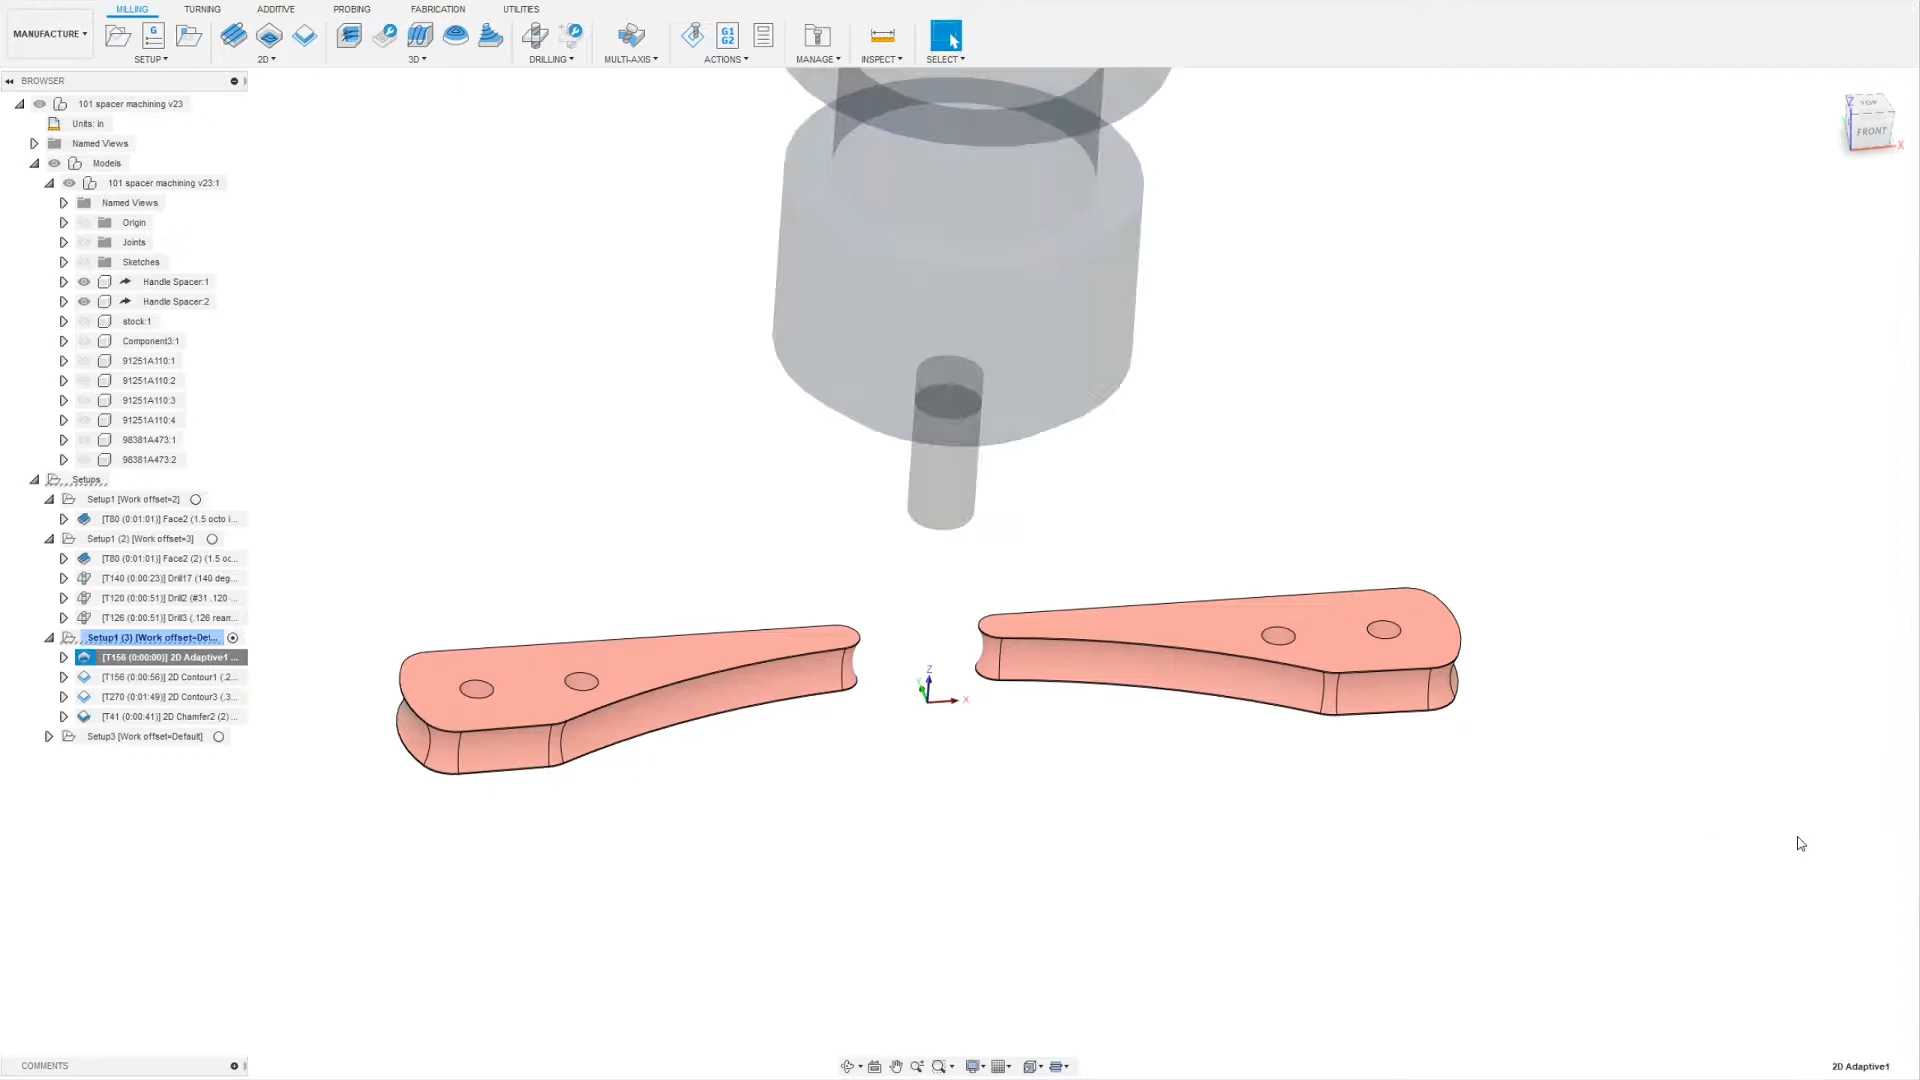 MILLING TURNING ADDITIVE PROBING FABRICATION UTILITIES
MANUFACTURE
G
G1
G2
SETUP 2D 3D DRILLING MULTI-AXIS ACTIONS MANAGE INSPECT SELECT
BROWSER
101 spacer machining v23
Units: in
Named Views
Models
101 spacer machining v23:1
Named Views
Origin
Joints
Sketches
Handle Spacer:1
Handle Spacer:2
stock:1
Component3:1
91251A110:1
91251A110:2
91251A110:3
91251A110:4
98381A473:1
98381A473:2
Setups
Setup1 [Work offset=2]
[T80 (0:01:01)] Face2 (1.5 octo i...
Setup1 (2) [Work offset=3]
[T80 (0:01:01)] Face2 (2) (1.5 oc...
[T140 (0:00:23)] Drill17 (140 deg...
[T120 (0:00:51)] Drill2 (#31 .120 ...
[T126 (0:00:51)] Drill3 (.126 ream...
Setup1 (3) [Work offset=Def...
[T156 (0:00:00)] 2D Adaptive1 ...
[T156 (0:00:56)] 2D Contour1 (.2...
[T270 (0:01:49)] 2D Contour3 (.3...
[T41 (0:00:41)] 2D Chamfer2 (2) ...
Setup3 [Work offset=Default]
Z
TOP
FRONT
X
Z
Y
X
COMMENTS
2D Adaptive1